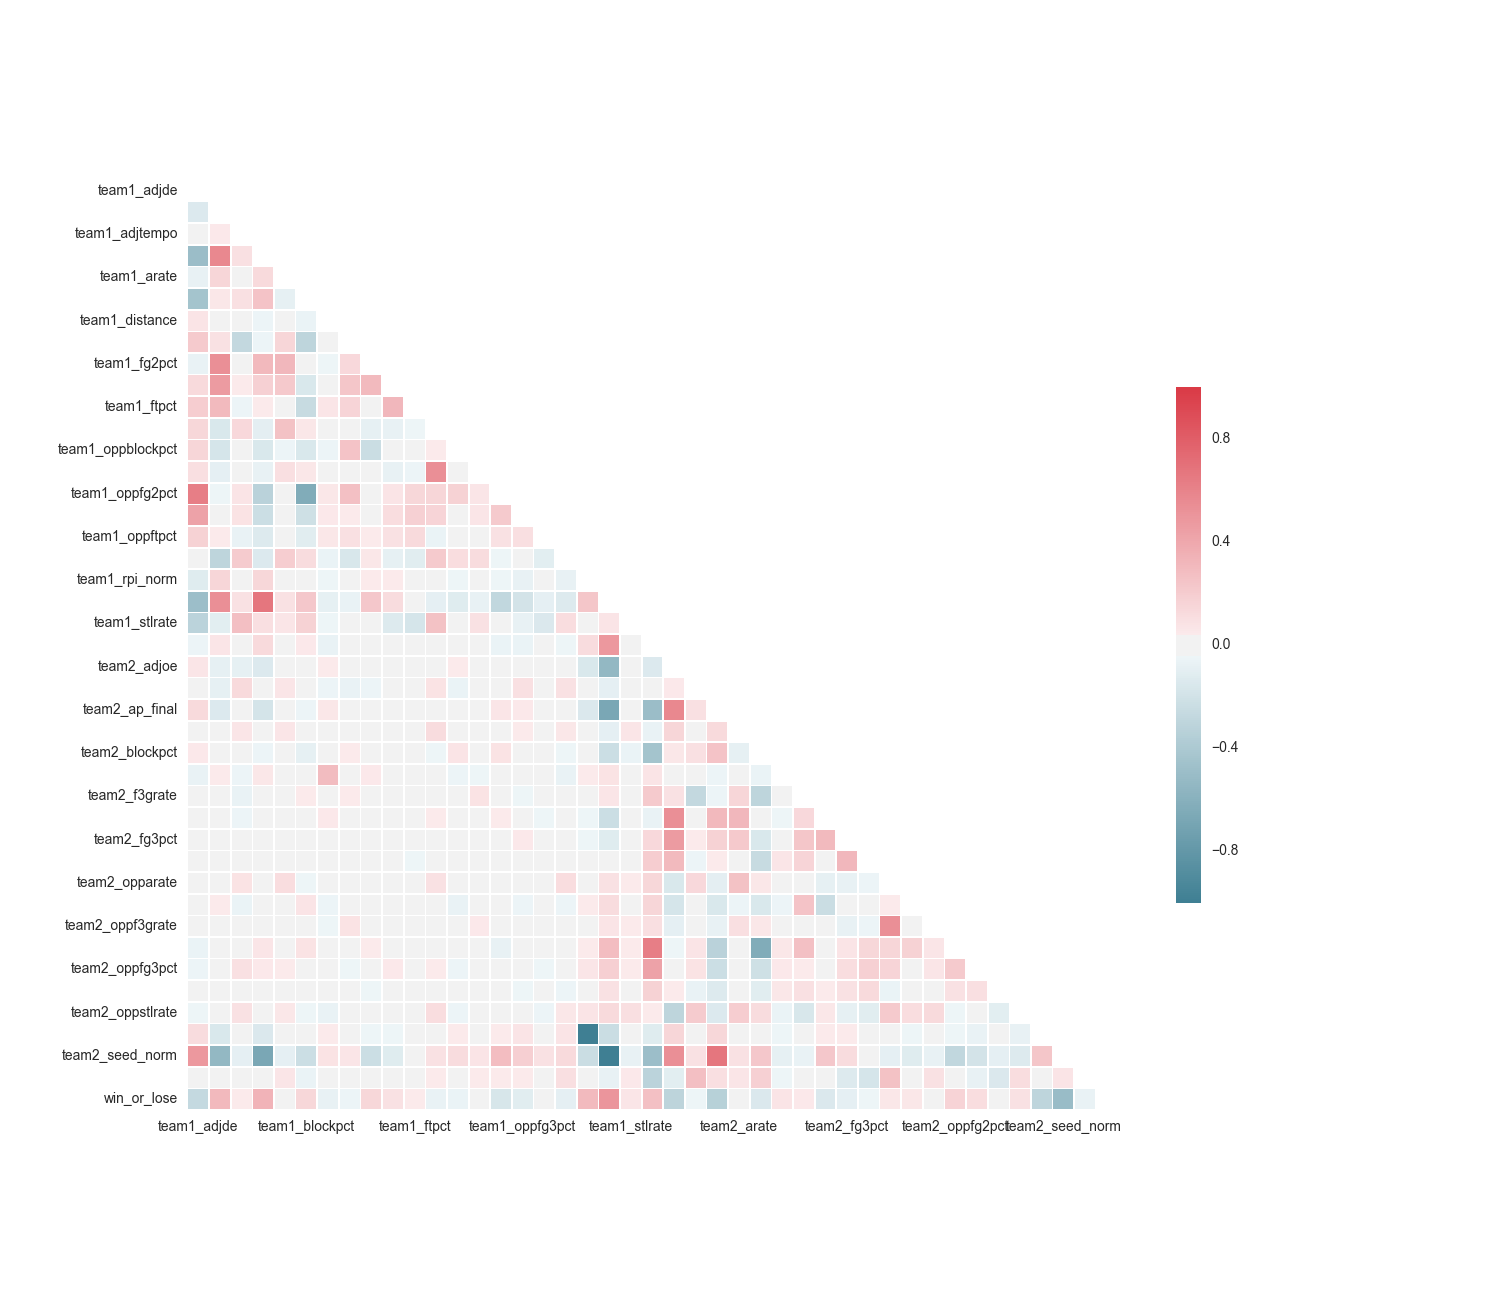 team1_adjde
team1_adjtempo
team1_arate
team1_distance
team1_fg2pct
team1_ftpct
team1_oppblockpct
team1_oppfg2pct
team1_oppftpct
team1_rpi_norm
team1_stlrate
team2_adjoe
team2_ap_final
team2_blockpct
team2_f3grate
team2_fg3pct
team2_opparate
team2_oppf3grate
team2_oppfg3pct
team2_oppstlrate
team2_seed_norm
win_or_lose
team1_adjde team1_blockpct team1_ftpct team1_oppfg3pct team1_stlrate team2_arate team2_fg3pct team2_oppfg2pct team2_seed_norm
0.8
0.4
0.0
−0.4
−0.8